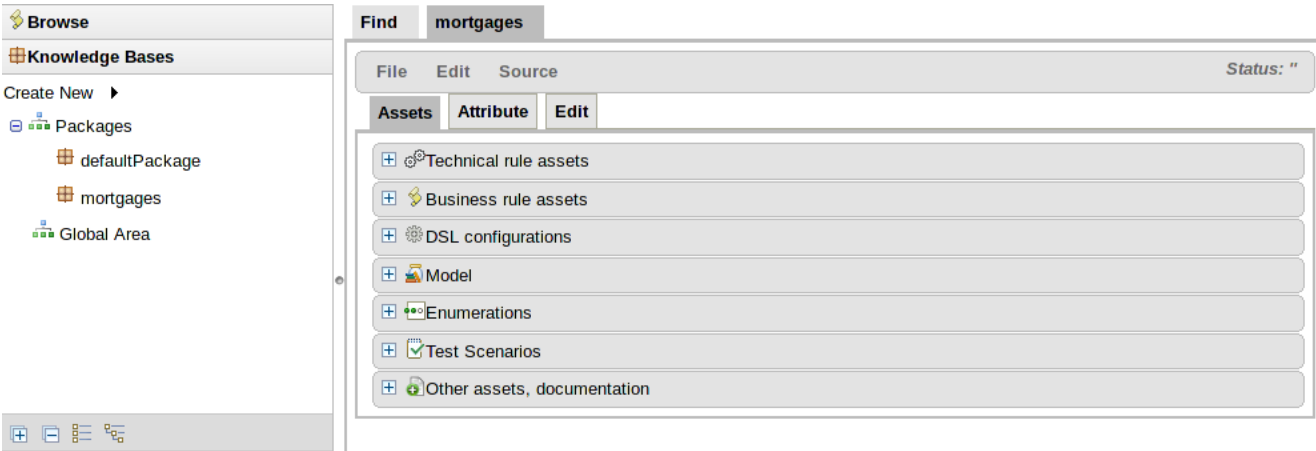 Browse
Knowledge Bases
Create New
Packages
defaultPackage
mortgages
Global Area
Find mortgages
File Edit Source Status: ''
Assets Attribute Edit
Technical rule assets
Business rule assets
DSL configurations
Model
Enumerations
Test Scenarios
Other assets, documentation